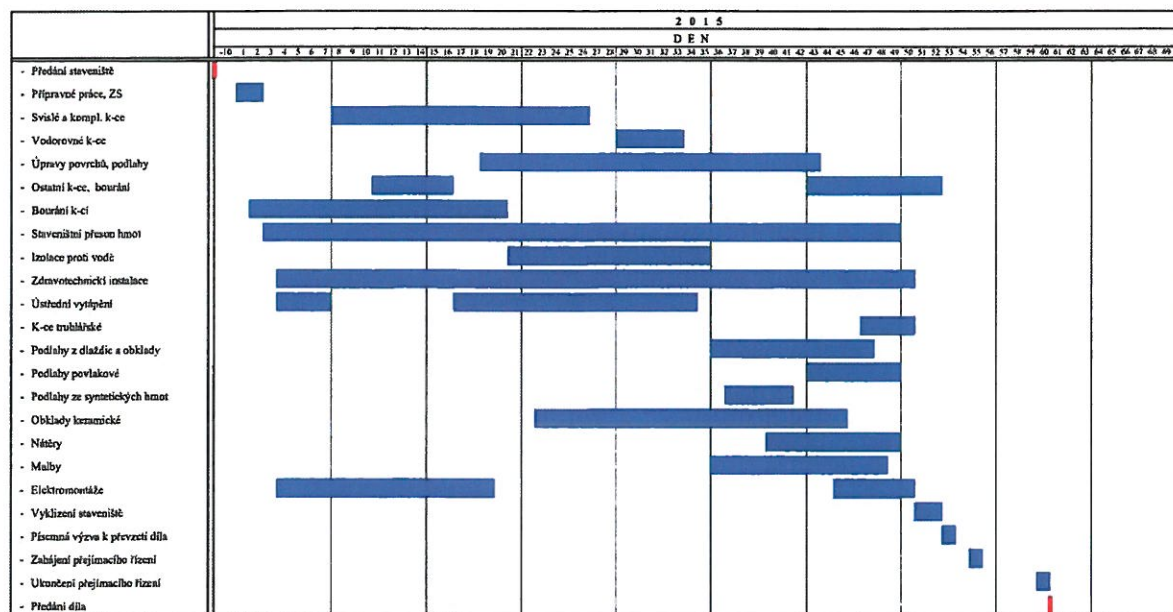 2 0 1 5
D E N
-1 0 1 2 3 4 5 6 7 8 9 10 11 12 13 14 15 16 17 18 19 20 21 22 23 24 25 26 27 28 29 30 31 32 33 34 35 36 37 38 39 40 41 42 43 44 45 46 47 48 49 50 51 52 53 54 55 56 57 58 59 60 61 62 63 64 65 66 67 68 69
- Předání staveniště
- Přípravné práce, ZS
- Svislé a kompl. k-ce
- Vodorovné k-ce
- Úpravy povrchů, podlahy
- Ostatní k-ce, bourání
- Bourání k-cí
- Staveništní přesun hmot
- Izolace proti vodě
- Zdravotechnické instalace
- Ústřední vytápění
- K-ce truhlářské
- Podlahy z dlaždic a obklady
- Podlahy povlakové
- Podlahy ze syntetických hmot
- Obklady keramické
- Nátěry
- Malby
- Elektromontáže
- Vyklizení staveniště
- Písemná výzva k převzetí díla
- Zahájení přejímacího řízení
- Ukončení přejímacího řízení
- Předání díla